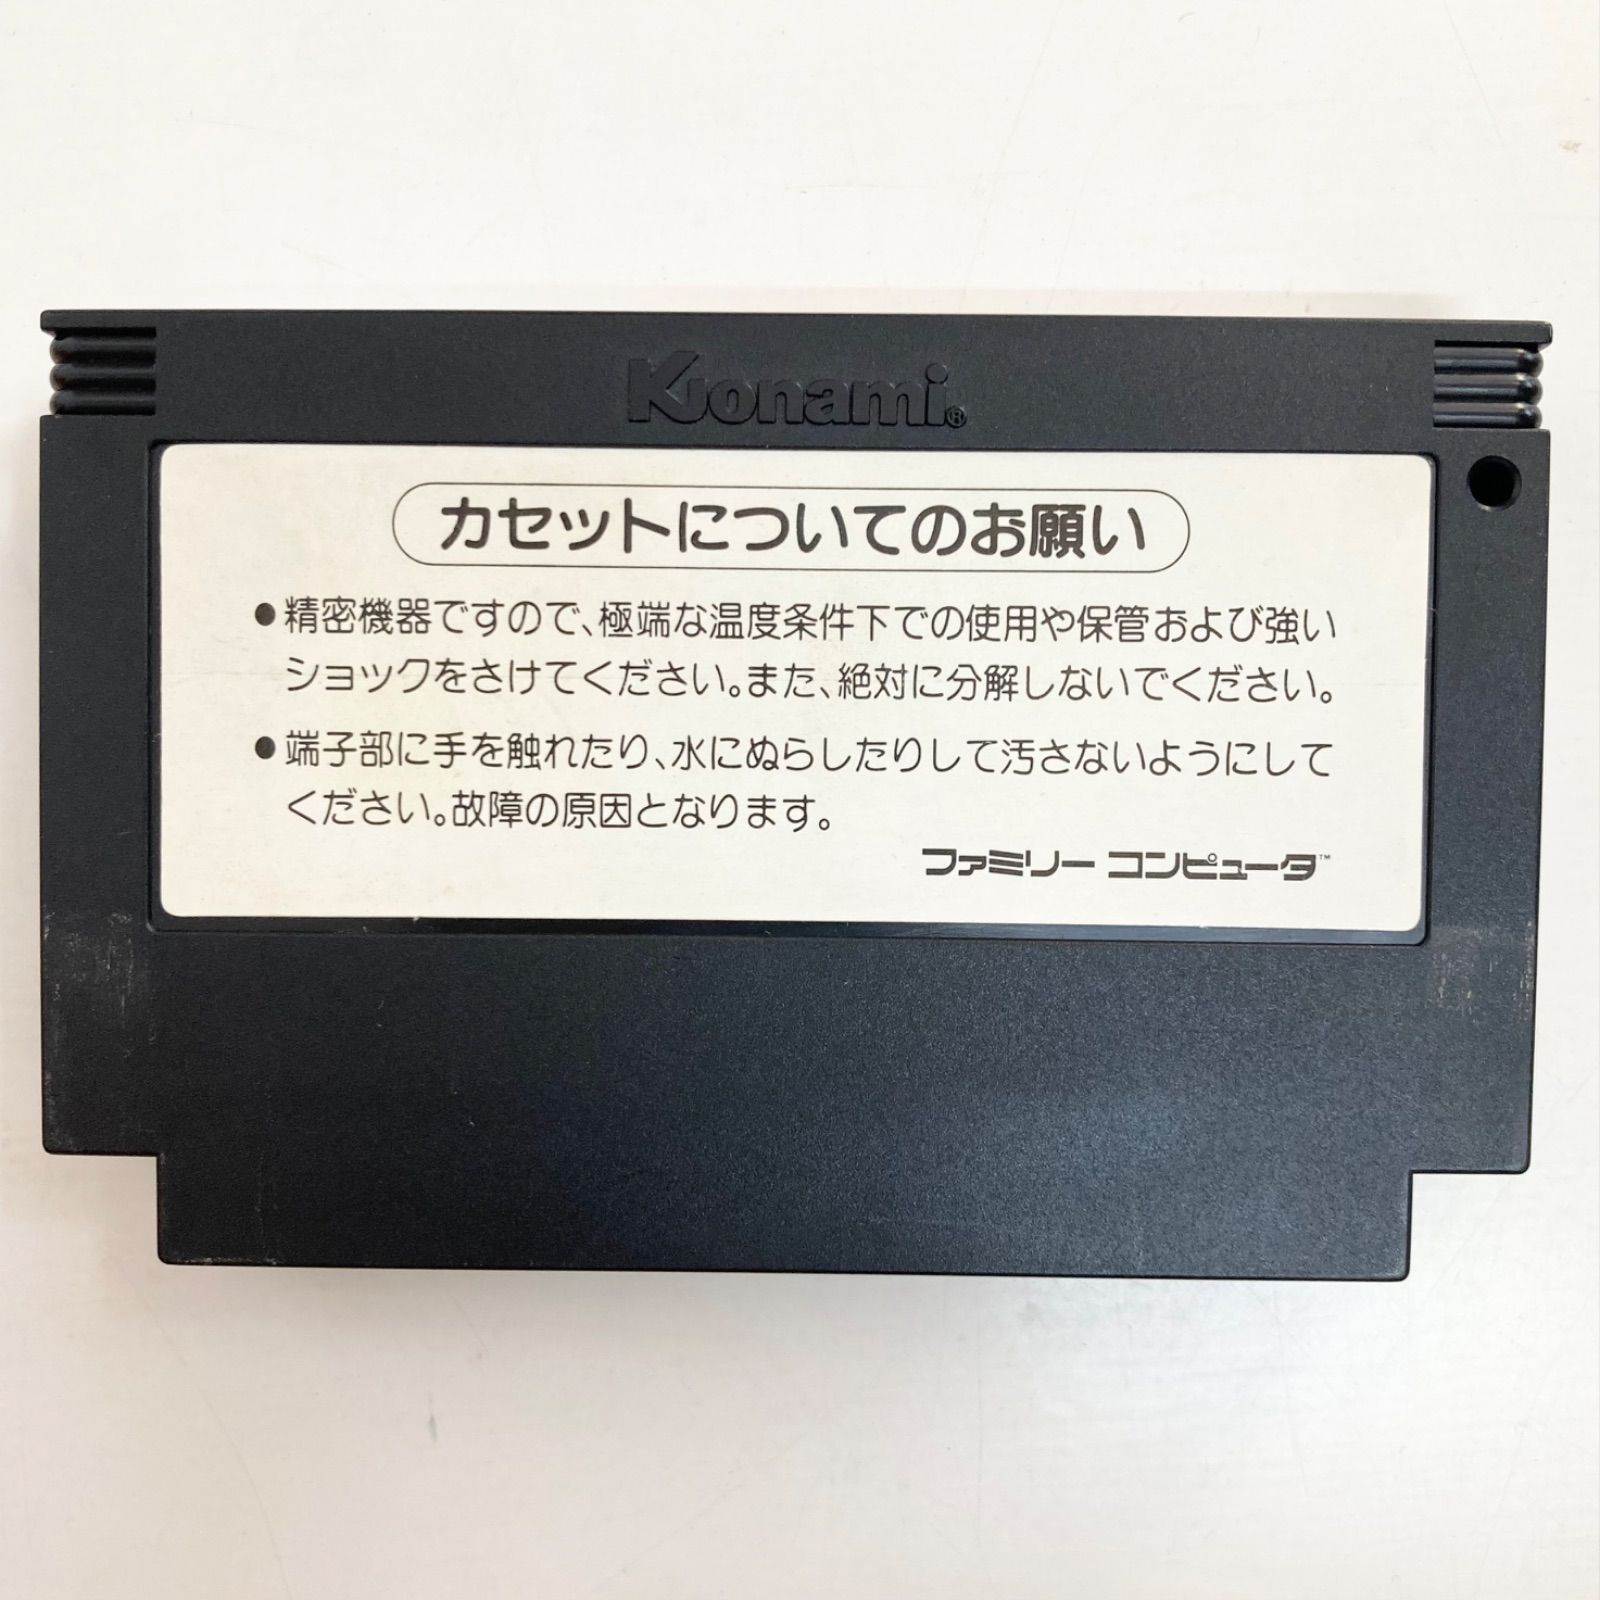 Konami®
カセットについてのお願い
●精密機器ですので、極端な温度条件下での使用や保管および強い
ショックをさけてください。また、絶対に分解しないでください。
●端子部に手を触れたり、水にぬらしたりして汚さないようにして
ください。故障の原因となります。
ファミリー コンピュータ™